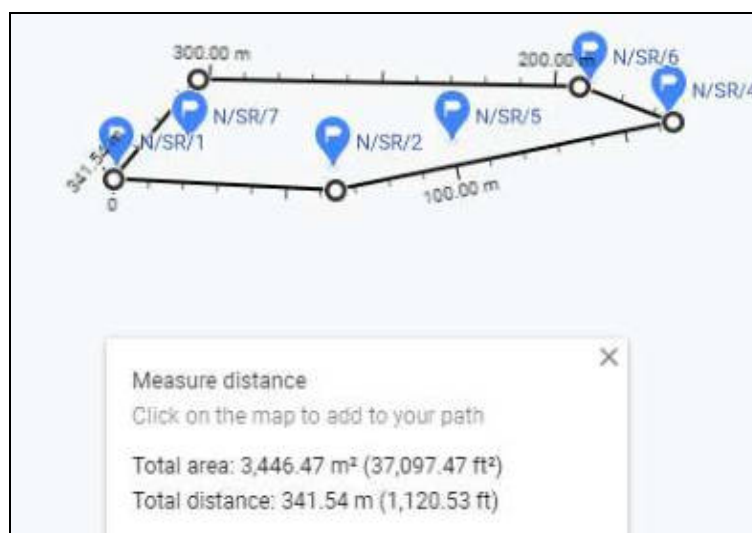 300.00 m
200.00 m
N/SR/6
N/SR/4
N/SR/7
N/SR/5
N/SR/1
N/SR/2
341.54 m
100.00 m
0
Measure distance
Click on the map to add to your path
Total area: 3,446.47 m² (37,097.47 ft²)
Total distance: 341.54 m (1,120.53 ft)